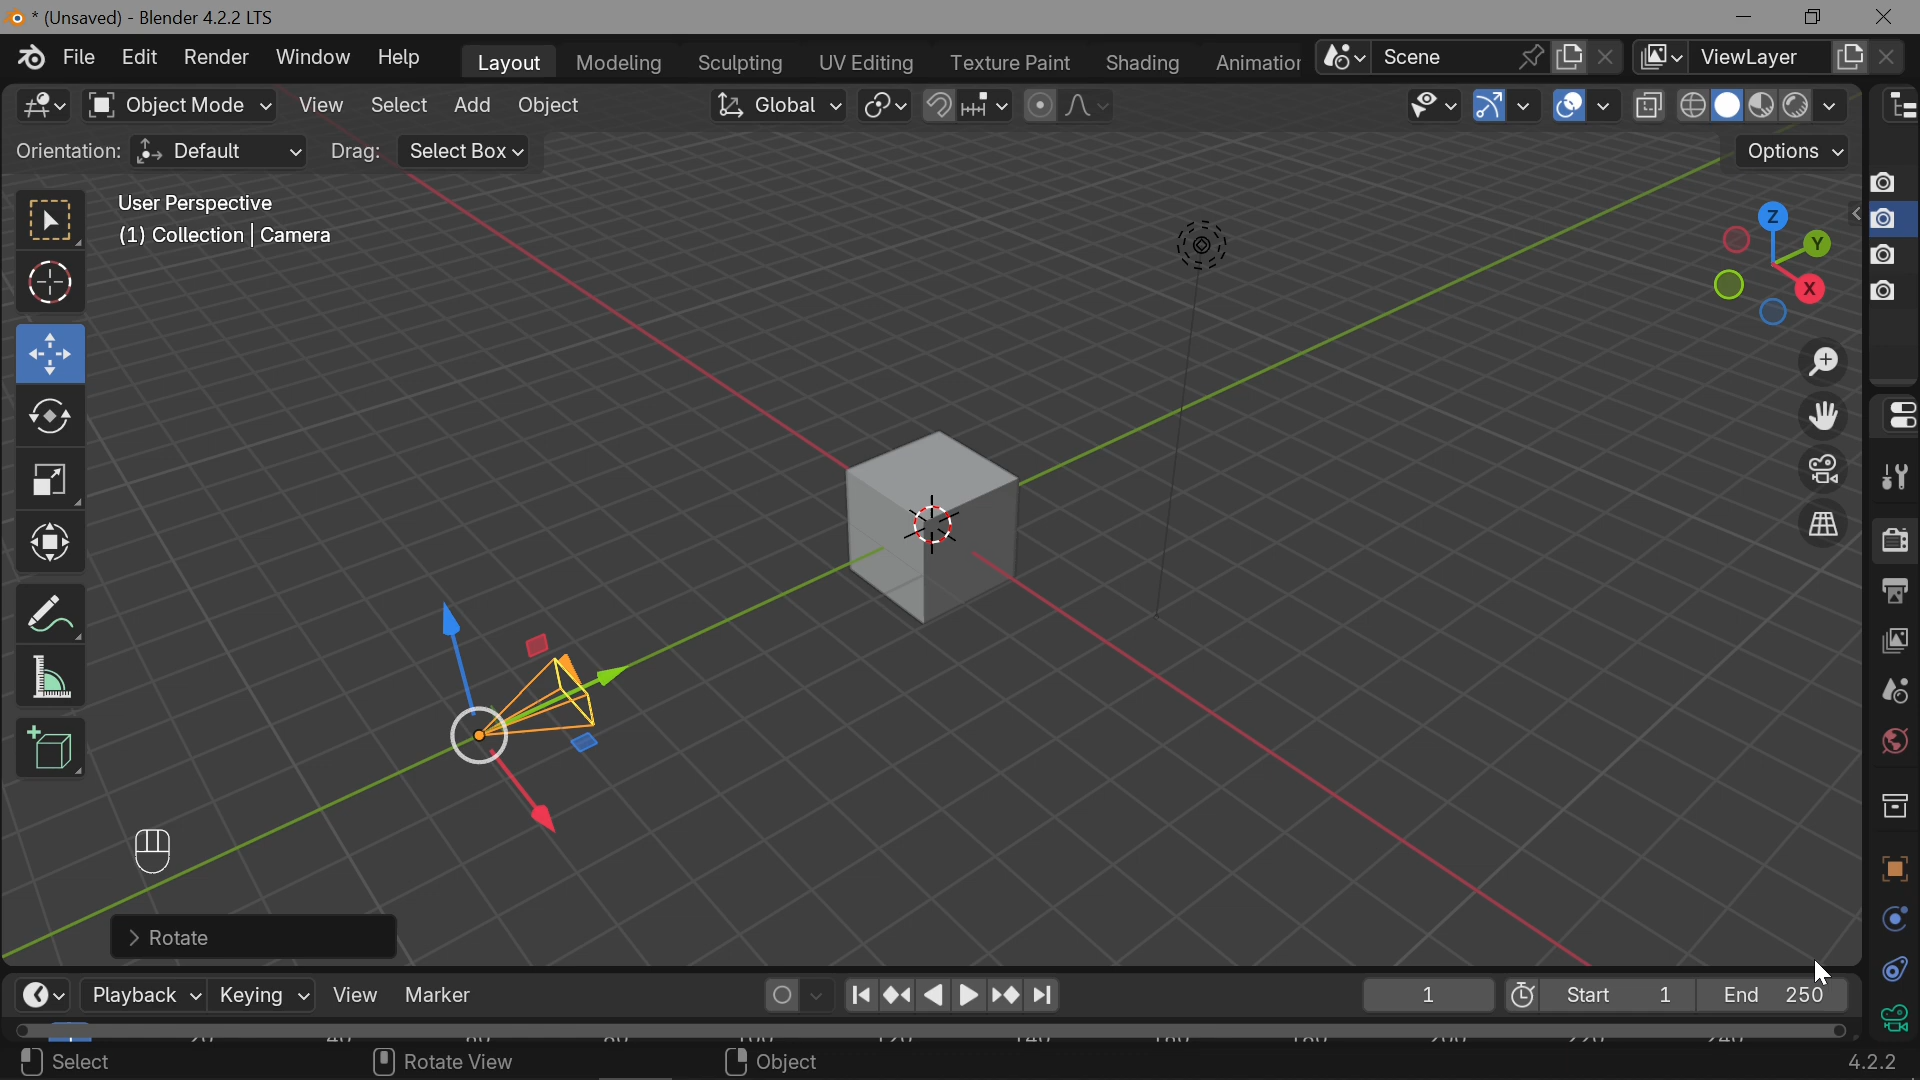 * (Unsaved) - Blender 4.2.2 LTS
File Edit Render Window Help Layout Modeling Sculpting UV Editing Texture Paint Shading Animation Scene ViewLayer
Object Mode View Select Add Object Global
Orientation: Default Drag: Select Box Options
User Perspective
(1) Collection | Camera
Z
Y
X
> Rotate
Playback Keying View Marker 1 Start 1 End 250
Select Rotate View Object 4.2.2